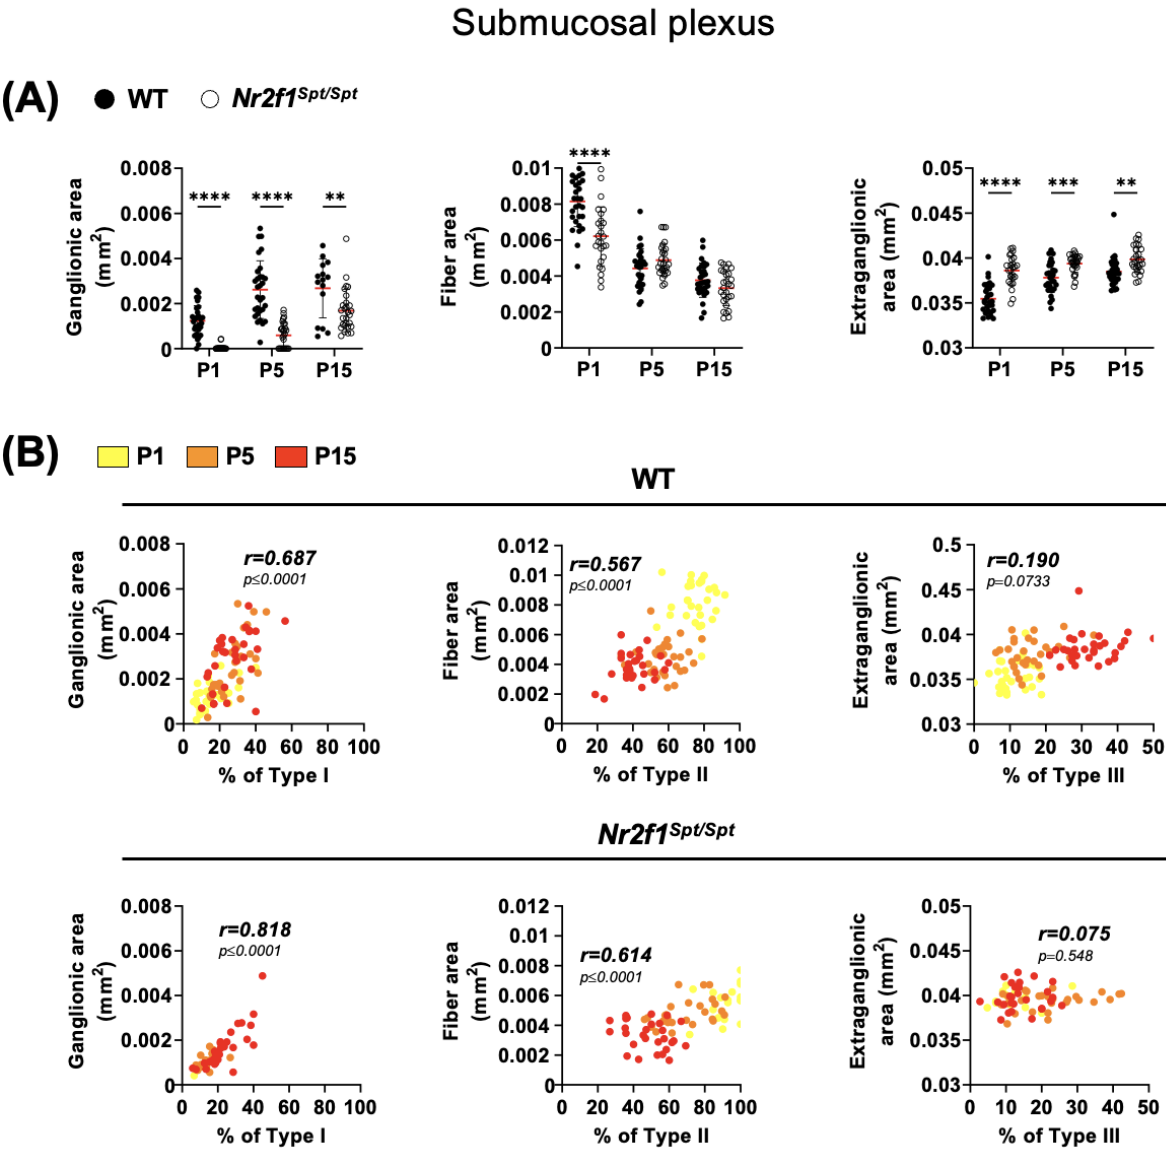 Submucosal plexus
(A)
WT Nr2f1Spt/Spt
Ganglionic area
(mm2)
0.008
0.006
0.004
0.002
0
**** **** **
P1 P5 P15
Fiber area
(mm2)
0.01
0.008
0.006
0.004
0.002
0
****
P1 P5 P15
Extraganglionic
area (mm2)
0.05
0.045
0.04
0.035
0.03
**** *** **
P1 P5 P15
(B)
P1 P5 P15
WT
Ganglionic area
(mm2)
0.008
0.006
0.004
0.002
0
r=0.687
p≤0.0001
0 20 40 60 80 100
% of Type I
Fiber area
(mm2)
0.012
0.01
0.008
0.006
0.004
0.002
0
r=0.567
p≤0.0001
0 20 40 60 80 100
% of Type II
Extraganglionic
area (mm2)
0.5
0.45
0.04
0.035
0.03
r=0.190
p=0.0733
0 10 20 30 40 50
% of Type III
Nr2f1Spt/Spt
Ganglionic area
(mm2)
0.008
0.006
0.004
0.002
0
r=0.818
p≤0.0001
0 20 40 60 80 100
% of Type I
Fiber area
(mm2)
0.012
0.01
0.008
0.006
0.004
0.002
0
r=0.614
p≤0.0001
0 20 40 60 80 100
% of Type II
Extraganglionic
area (mm2)
0.05
0.045
0.04
0.035
0.03
r=0.075
p=0.548
0 10 20 30 40 50
% of Type III